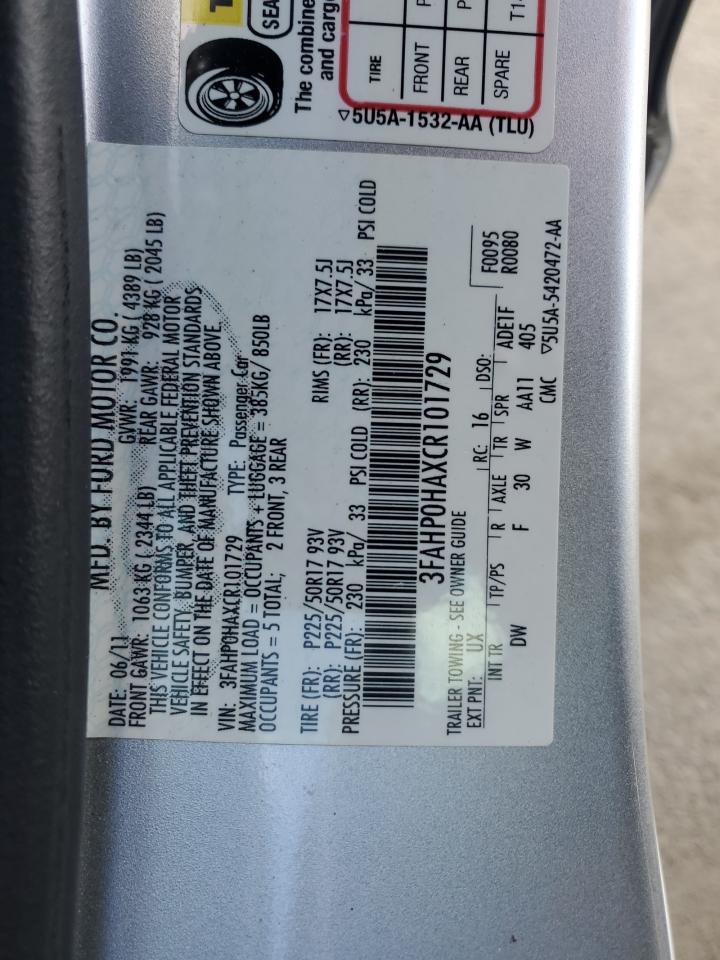 SEA
The combine
and carg
TIRE
FRONT P
REAR P
SPARE T1
▽5U5A-1532-AA (TLU)
MFD. BY FORD MOTOR CO.
DATE: 06/11 GVWR: 1991 KG ( 4389 LB)
FRONT GAWR: 1063 KG ( 2344 LB) REAR GAWR: 928 KG ( 2045 LB)
THIS VEHICLE CONFORMS TO ALL APPLICABLE FEDERAL MOTOR
VEHICLE SAFETY, BUMPER, AND THEFT PREVENTION STANDARDS
IN EFFECT ON THE DATE OF MANUFACTURE SHOWN ABOVE.
VIN: 3FAHP0HAXCR101729 TYPE: Passenger Car
MAXIMUM LOAD = OCCUPANTS + LUGGAGE = 385KG/ 850LB
OCCUPANTS = 5 TOTAL; 2 FRONT, 3 REAR
TIRE (FR): P225/50R17 93V RIMS (FR): 17X7.5J
(RR): P225/50R17 93V (RR): 17X7.5J
PRESSURE (FR): 230 kPa/ 33 PSI COLD (RR): 230 kPa/ 33 PSI COLD
3FAHP0HAXCR101729
TRAILER TOWING - SEE OWNER GUIDE F0095
EXT PNT: UX RC: 16 DSO: R0080
INT TR TP/PS R AXLE TR SPR ADE1F
DW F 30 W AA11 405
CMC ▽5U5A-5420472-AA